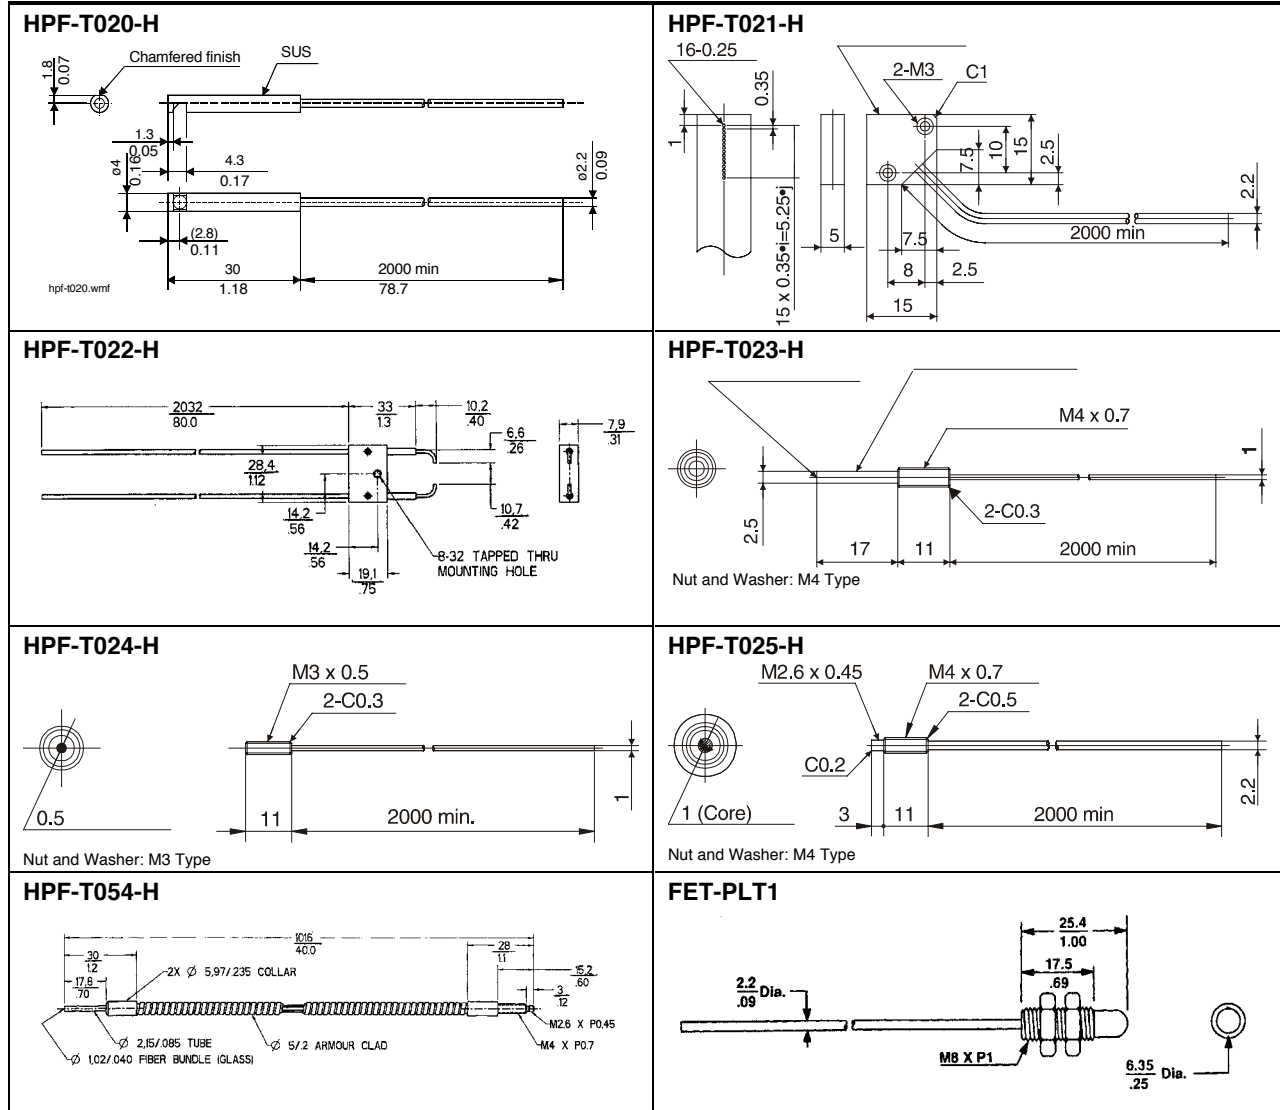 HPF-T020-H
Chamfered finish
SUS
1.8
0.07
1.3
0.05
ø4
0.16
4.3
0.17
ø2.2
0.09
(2.8)
0.11
30
1.18
2000 min
78.7
hpf-t020.wmf
HPF-T021-H
16-0.25
2-M3
C1
0.35
1
15 x 0.35•i=5.25•j
5
7.5
10
15
2.5
2.2
2000 min
7.5
8
2.5
15
HPF-T022-H
2032
80.0
33
1.3
10,2
.40
6,6
.26
7,9
.31
28,4
1.12
14,2
.56
10,7
.42
14,2
.56
19,1
.75
8-32 TAPPED THRU
MOUNTING HOLE
HPF-T023-H
M4 x 0.7
1
2-C0.3
2.5
17
11
2000 min
Nut and Washer: M4 Type
HPF-T024-H
M3 x 0.5
2-C0.3
0.5
11
2000 min.
1
Nut and Washer: M3 Type
HPF-T025-H
M2.6 x 0.45
M4 x 0.7
2-C0.5
C0.2
1 (Core)
3
11
2000 min
2.2
Nut and Washer: M4 Type
HPF-T054-H
1016
40.0
30
1.2
28
1.1
2X Ø 5,97/.235 COLLAR
17,8
.70
15,2
.60
3
.12
M2.6 X P0.45
M4 X P0.7
Ø 2,15/.085 TUBE
Ø 5/.2 ARMOUR CLAD
Ø 1,02/.040 FIBER BUNDLE (GLASS)
FET-PLT1
25.4
1.00
17.5
.69
2.2
.09
Dia.
M8 X P1
6.35
.25
Dia.